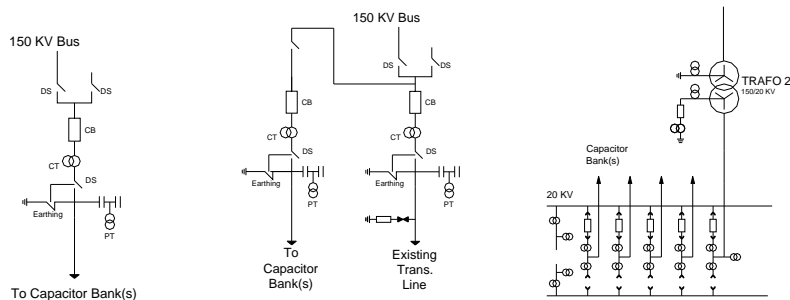 150 KV Bus
DS
DS
CB
CT
DS
Earthing
PT
To Capacitor Bank(s)
150 KV Bus
DS
DS
CB
CB
CT
CT
DS
DS
Earthing
Earthing
PT
PT
To
Capacitor
Bank(s)
Existing
Trans.
Line
TRAFO 2
150/20 KV
Capacitor
Bank(s)
20 KV